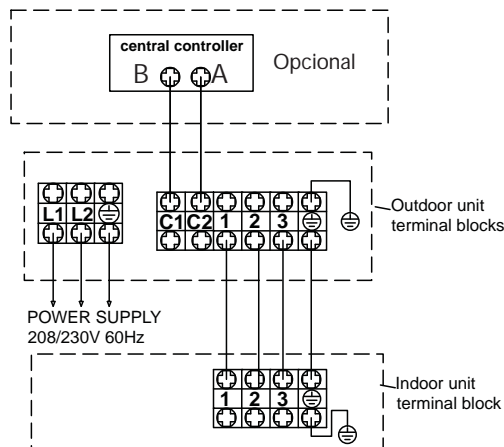 central controller
B A
Opcional
L1 L2
C1 C2 1 2 3
Outdoor unit
terminal blocks
POWER SUPPLY
208/230V 60Hz
1 2 3
Indoor unit
terminal block